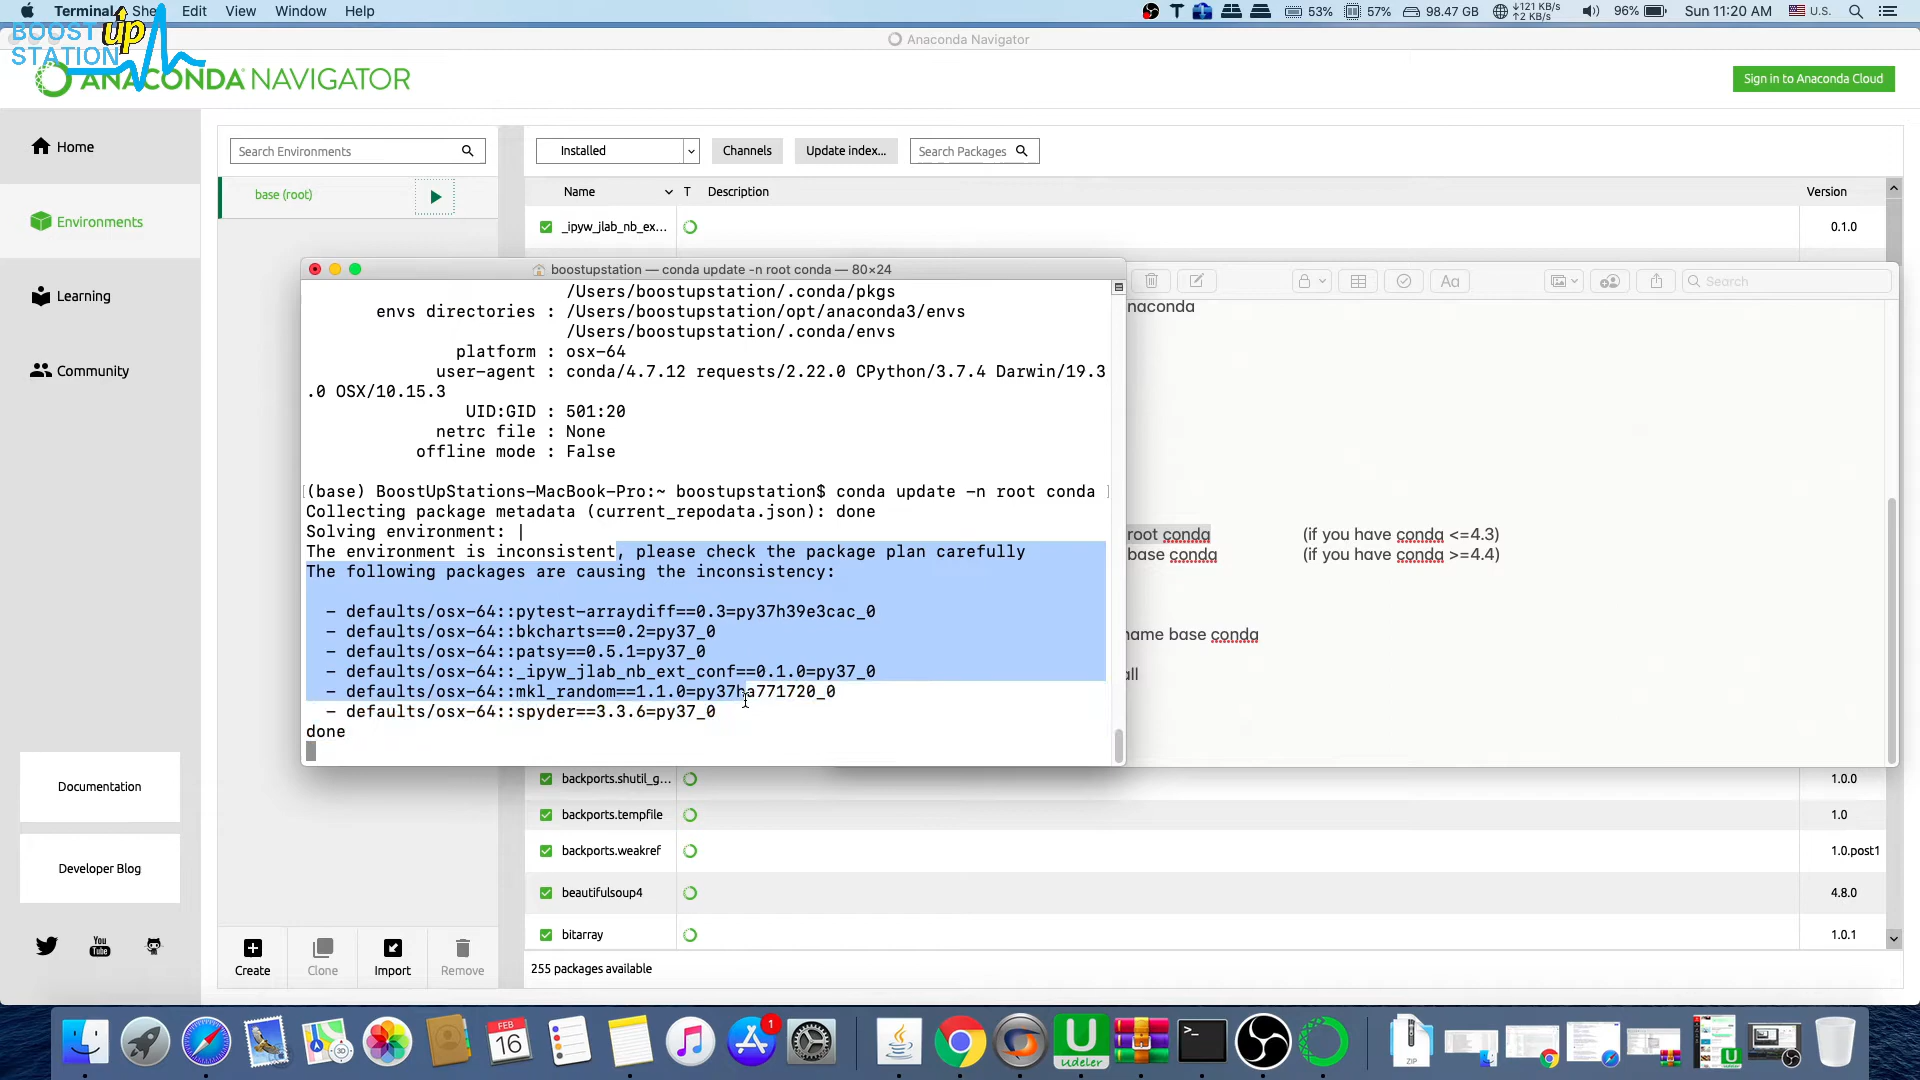 Terminal Shell Edit View Window Help
53% 57% 98.47 GB ↑121 KB/s ↓2 KB/s 96% Sun 11:20 AM U.S.
BOOST up
STATION
Anaconda Navigator
ANACONDA NAVIGATOR
Sign in to Anaconda Cloud
Home
Environments
Learning
Community
Documentation
Developer Blog
You Tube
Search Environments
base (root)
Create Clone Import Remove
Installed Channels Update index... Search Packages
Name T Description Version
_ipyw_jlab_nb_ex... 0.1.0
boostupstation — conda update -n root conda — 80×24
/Users/boostupstation/.conda/pkgs
envs directories : /Users/boostupstation/opt/anaconda3/envs
/Users/boostupstation/.conda/envs
platform : osx-64
user-agent : conda/4.7.12 requests/2.22.0 CPython/3.7.4 Darwin/19.3
.0 OSX/10.15.3
UID:GID : 501:20
netrc file : None
offline mode : False
(base) BoostUpStations-MacBook-Pro:~ boostupstation$ conda update -n root conda
Collecting package metadata (current_repodata.json): done
Solving environment: |
The environment is inconsistent, please check the package plan carefully
The following packages are causing the inconsistency:
- defaults/osx-64::pytest-arraydiff==0.3=py37h39e3cac_0
- defaults/osx-64::bkcharts==0.2=py37_0
- defaults/osx-64::patsy==0.5.1=py37_0
- defaults/osx-64::_ipyw_jlab_nb_ext_conf==0.1.0=py37_0
- defaults/osx-64::mkl_random==1.1.0=py37ha771720_0
- defaults/osx-64::spyder==3.3.6=py37_0
done
Aa Search
naconda
root conda (if you have conda <=4.3)
base conda (if you have conda >=4.4)
name base conda
all
backports.shutil_g... 1.0.0
backports.tempfile 1.0
backports.weakref 1.0.post1
beautifulsoup4 4.8.0
bitarray 1.0.1
255 packages available
FEB
16
3D
1
U
udeler
>_
ZIP